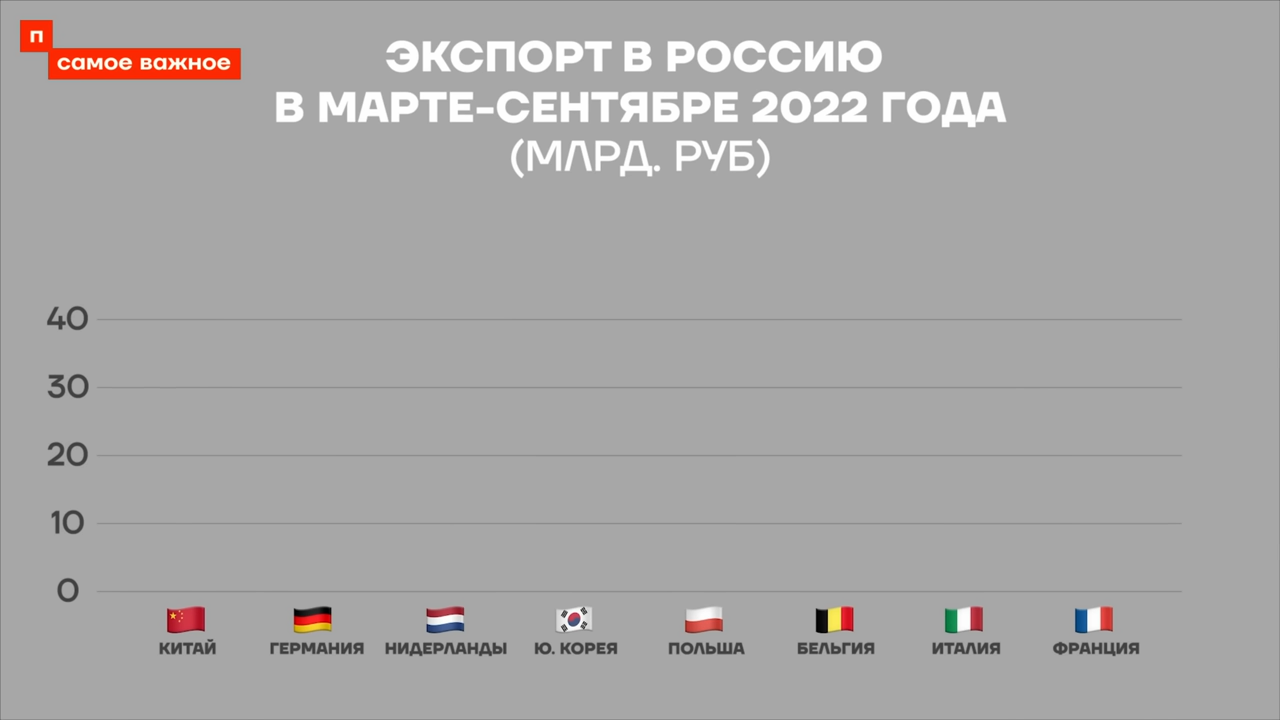 п
самое важное
ЭКСПОРТ В РОССИЮ
В МАРТЕ-СЕНТЯБРЕ 2022 ГОДА
(МЛРД. РУБ)
40
30
20
10
0
КИТАЙ ГЕРМАНИЯ НИДЕРЛАНДЫ Ю. КОРЕЯ ПОЛЬША БЕЛЬГИЯ ИТАЛИЯ ФРАНЦИЯ